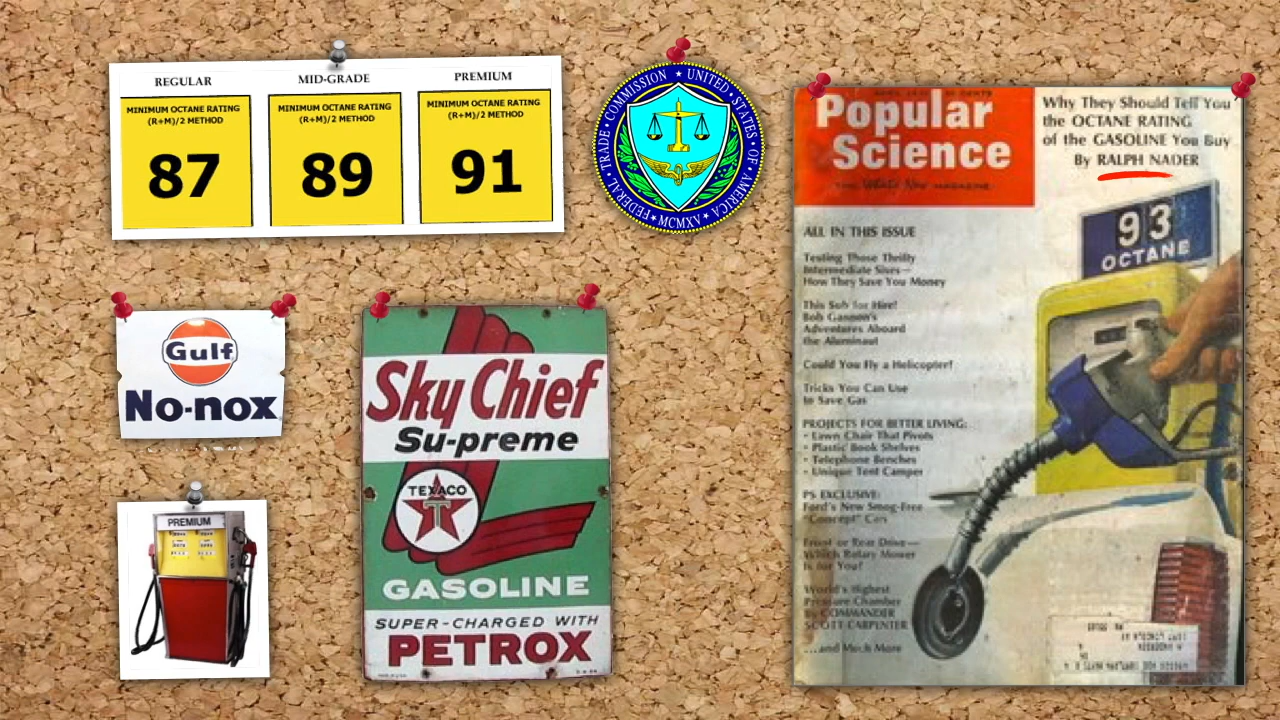 REGULAR
MINIMUM OCTANE RATING
(R+M)/2 METHOD
87
MID-GRADE
MINIMUM OCTANE RATING
(R+M)/2 METHOD
89
PREMIUM
MINIMUM OCTANE RATING
(R+M)/2 METHOD
91
FEDERAL TRADE COMMISSION ★ UNITED STATES OF AMERICA
MCMXV
Gulf
No-nox
PREMIUM
Sky Chief
Su-preme
TEXACO
T
GASOLINE
SUPER-CHARGED WITH
PETROX
Popular
Science
The What's New MAGAZINE
Why They Should Tell You
the OCTANE RATING
of the GASOLINE You Buy
By RALPH NADER
93
OCTANE
ALL IN THIS ISSUE
Testing Those Thrifty
Intermediate Sizes—
How They Save You Money
This Sub for Hire!
Bob Gannon's
Adventures Aboard
the Aluminaut
Could You Fly a Helicopter?
Tricks You Can Use
to Save Gas
PROJECTS FOR BETTER LIVING:
• Lawn Chair That Pivots
• Plastic Book Shelves
• Telephone Benches
• Unique Tent Camper
PS EXCLUSIVE:
Ford's New Smog-Free
"Concept" Cars
Front or Rear Drive—
Which Rotary Mower
Is for You?
World's Highest
Pressure Chamber
By COMMANDER
SCOTT CARPENTER
...and Much More